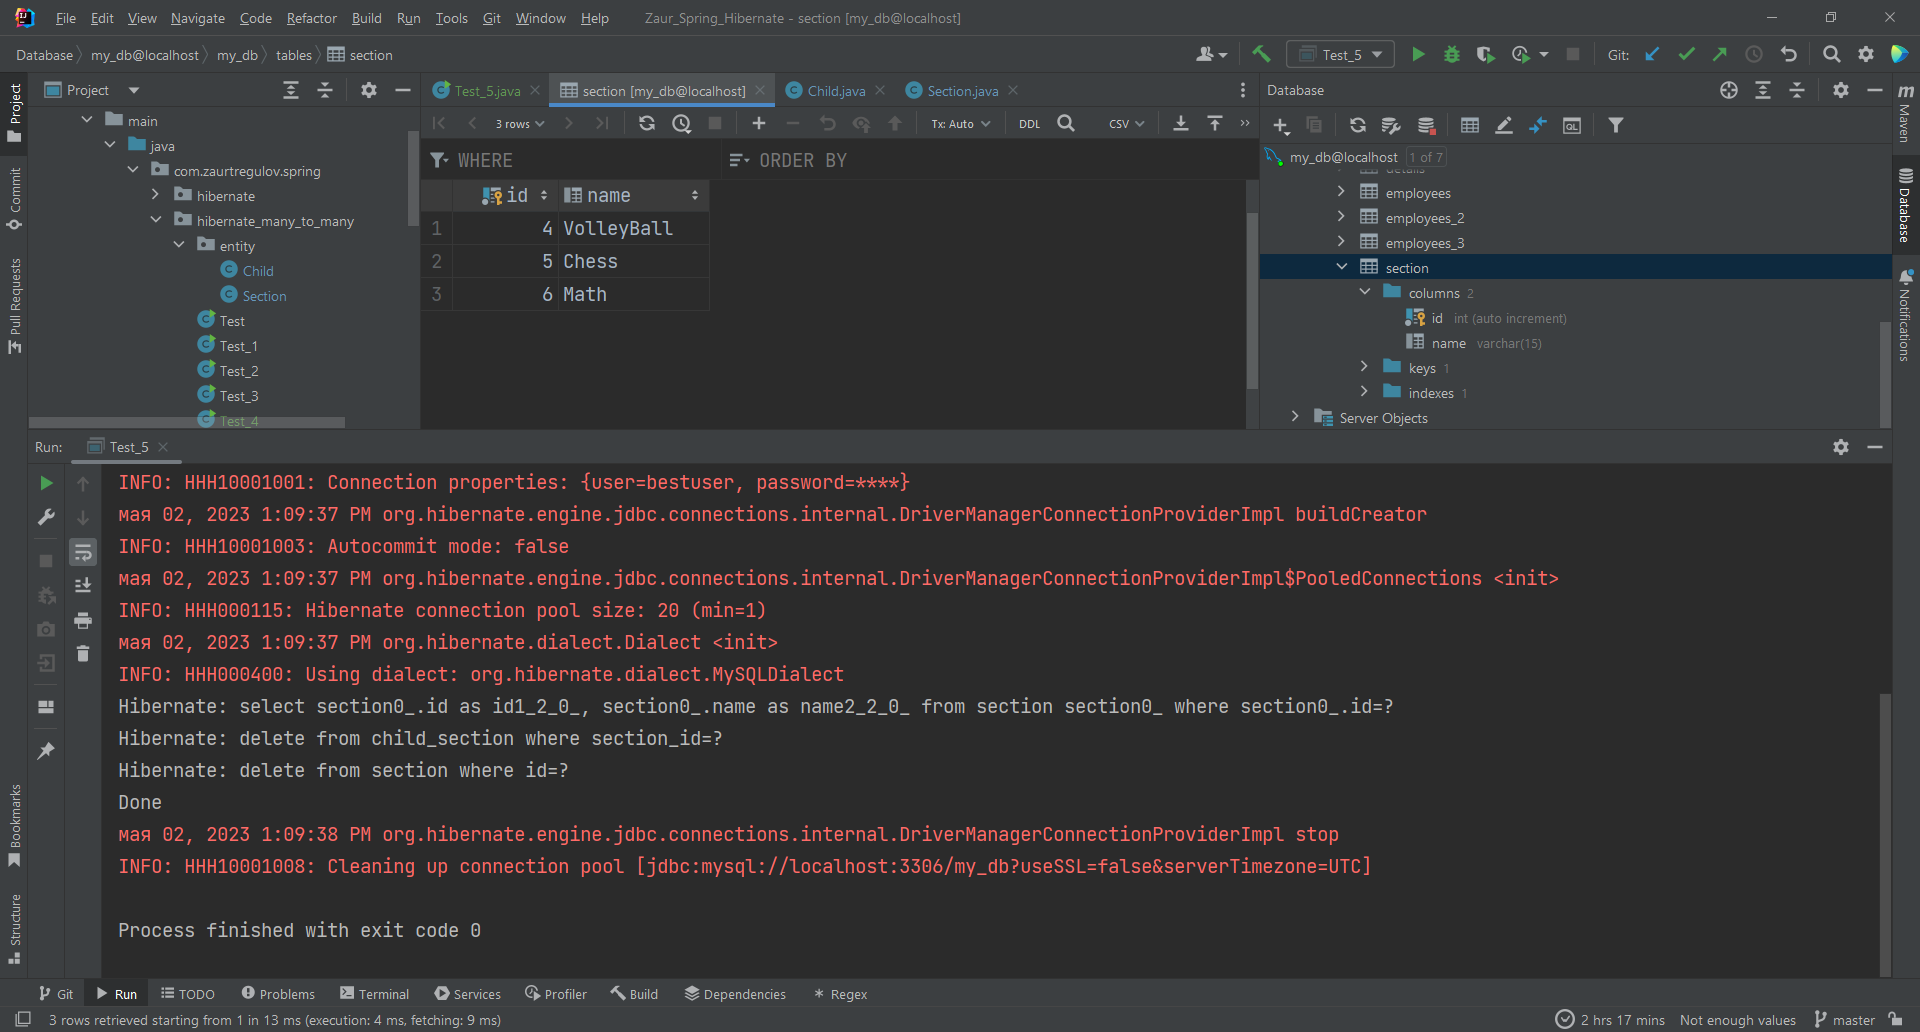 File Edit View Navigate Code Refactor Build Run Tools Git Window Help Zaur_Spring_Hibernate - section [my_db@localhost]
Database my_db@localhost my_db tables section
Test_5 Git:
Project
Test_5.java section [my_db@localhost] Child.java Section.java
Database
3 rows Tx: Auto DDL CSV
WHERE ORDER BY
id name
1 4 VolleyBall
2 5 Chess
3 6 Math
main
java
com.zaurtregulov.spring
hibernate
hibernate_many_to_many
entity
Child
Section
Test
Test_1
Test_2
Test_3
Test_4
my_db@localhost 1 of 7
details
employees
employees_2
employees_3
section
columns 2
id int (auto increment)
name varchar(15)
keys 1
indexes 1
Server Objects
Project
Commit
Pull Requests
Bookmarks
Structure
Maven
Database
Notifications
Run: Test_5
INFO: HHH10001001: Connection properties: {user=bestuser, password=****}
мая 02, 2023 1:09:37 PM org.hibernate.engine.jdbc.connections.internal.DriverManagerConnectionProviderImpl buildCreator
INFO: HHH10001003: Autocommit mode: false
мая 02, 2023 1:09:37 PM org.hibernate.engine.jdbc.connections.internal.DriverManagerConnectionProviderImpl$PooledConnections <init>
INFO: HHH000115: Hibernate connection pool size: 20 (min=1)
мая 02, 2023 1:09:37 PM org.hibernate.dialect.Dialect <init>
INFO: HHH000400: Using dialect: org.hibernate.dialect.MySQLDialect
Hibernate: select section0_.id as id1_2_0_, section0_.name as name2_2_0_ from section section0_ where section0_.id=?
Hibernate: delete from child_section where section_id=?
Hibernate: delete from section where id=?
Done
мая 02, 2023 1:09:38 PM org.hibernate.engine.jdbc.connections.internal.DriverManagerConnectionProviderImpl stop
INFO: HHH10001008: Cleaning up connection pool [jdbc:mysql://localhost:3306/my_db?useSSL=false&serverTimezone=UTC]
Process finished with exit code 0
Git Run TODO Problems Terminal Services Profiler Build Dependencies Regex
3 rows retrieved starting from 1 in 13 ms (execution: 4 ms, fetching: 9 ms) 2 hrs 17 mins Not enough values master